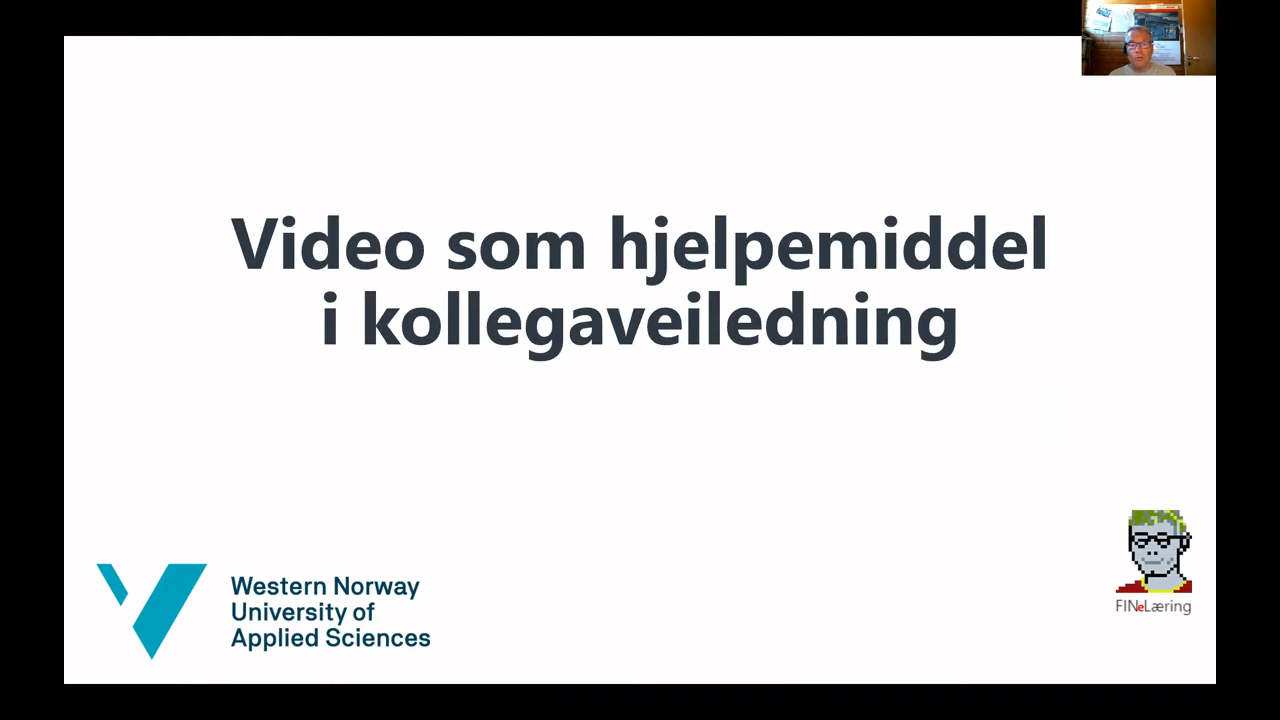 Video som hjelpemiddel
i kollegaveiledning
Western Norway
University of
Applied Sciences
FINeLæring